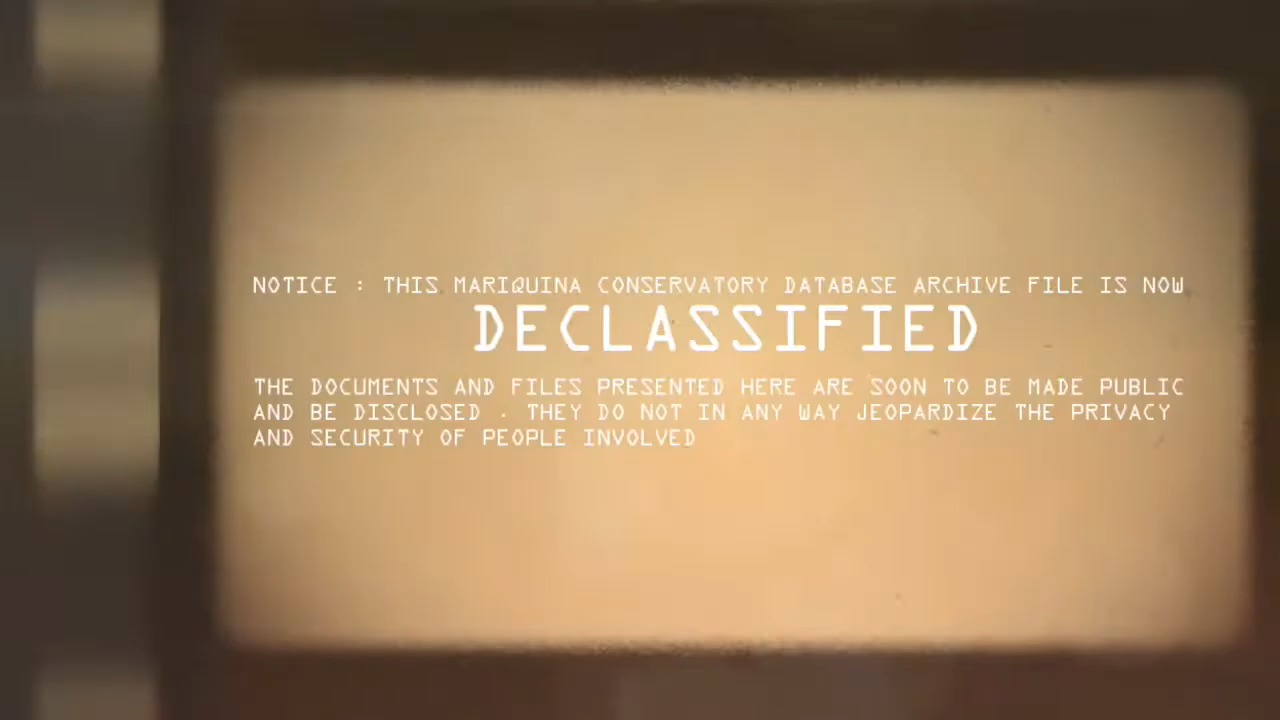 NOTICE : THIS MARIQUINA CONSERVATORY DATABASE ARCHIVE FILE IS NOW
DECLASSIFIED
THE DOCUMENTS AND FILES PRESENTED HERE ARE SOON TO BE MADE PUBLIC
AND BE DISCLOSED . THEY DO NOT IN ANY WAY JEOPARDIZE THE PRIVACY
AND SECURITY OF PEOPLE INVOLVED